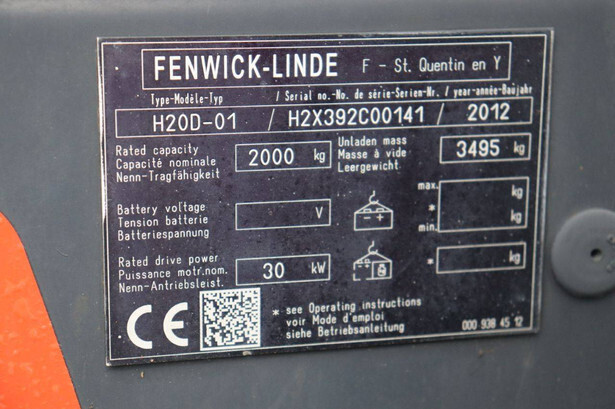 FENWICK-LINDE F - St. Quentin en Y
Type-Modèle-Typ / Serial no.-No. de série-Serien-Nr. / year-année-Baujahr
H20D-01 / H2X392C00141 / 2012
Rated capacity
Capacité nominale
Nenn-Tragfähigkeit
2000 kg
Unladen mass
Masse à vide
Leergewicht
3495 kg
Battery voltage
Tension batterie
Batteriespannung
V
max. kg
*
min. kg
Rated drive power
Puissance motr.nom.
Nenn-Antriebsleist.
30 kW
* kg
CE
* see Operating instructions
voir Mode d'emploi
siehe Betriebsanleitung
000 938 45 12